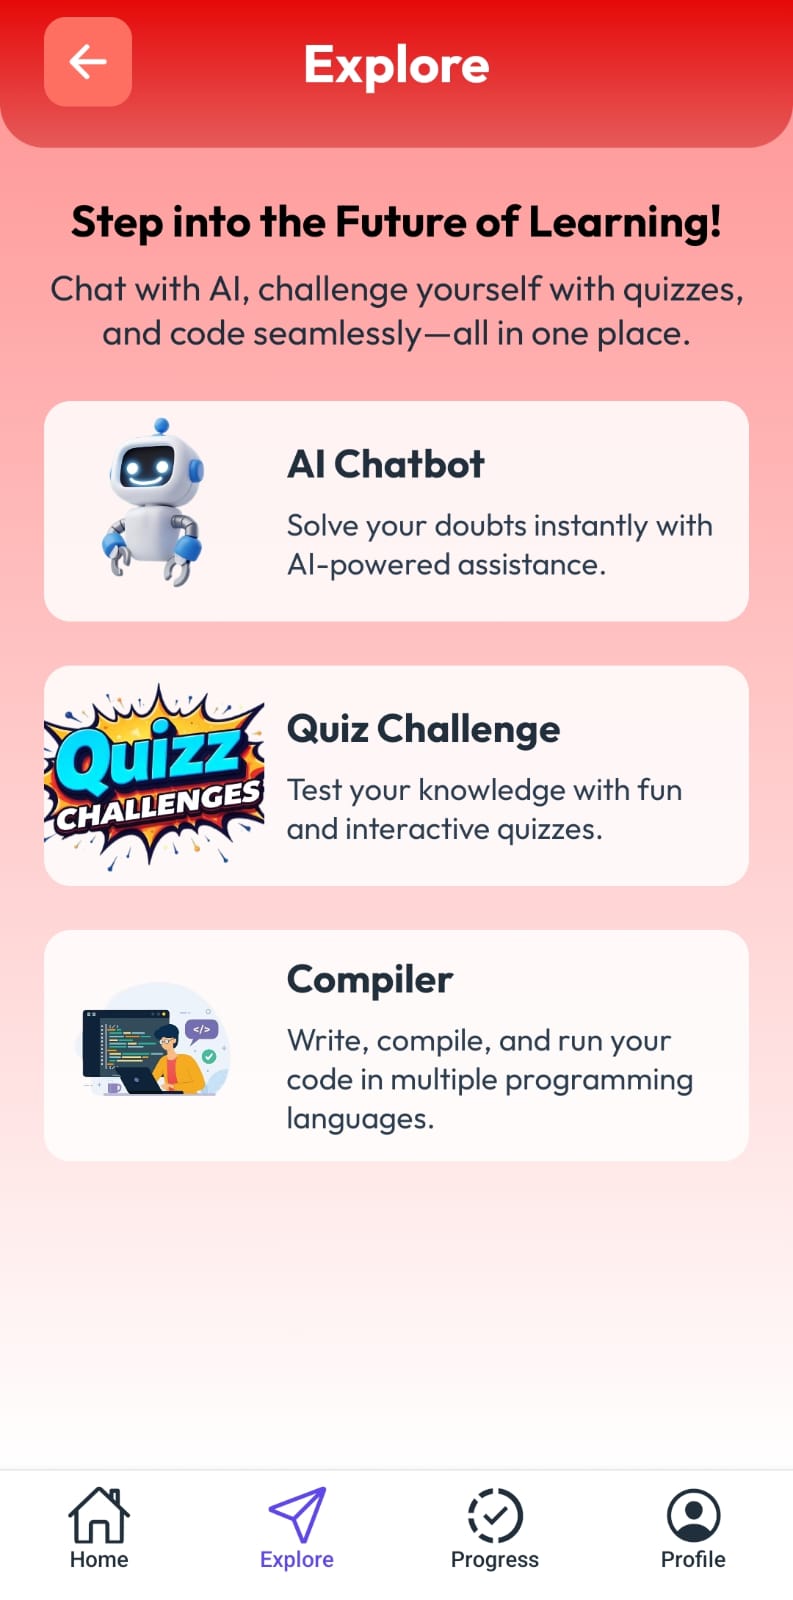 Explore
Step into the Future of Learning!
Chat with AI, challenge yourself with quizzes,
and code seamlessly—all in one place.
AI Chatbot
Solve your doubts instantly with
AI-powered assistance.
Quizz
CHALLENGES
Quiz Challenge
Test your knowledge with fun
and interactive quizzes.
</>
Compiler
Write, compile, and run your
code in multiple programming
languages.
Home
Explore
Progress
Profile